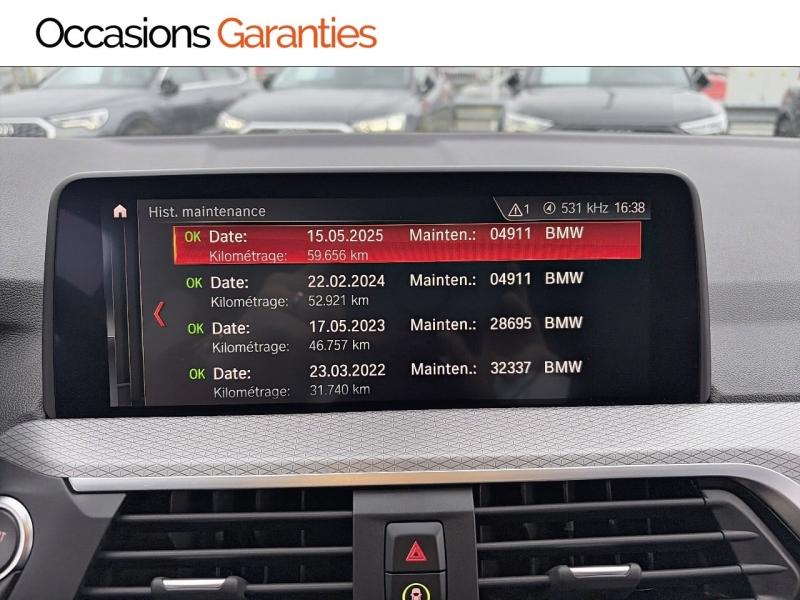 Occasions Garanties
Hist. maintenance 1 531 kHz 16:38
OK Date: 15.05.2025 Mainten.: 04911 BMW
Kilométrage: 59.656 km
OK Date: 22.02.2024 Mainten.: 04911 BMW
Kilométrage: 52.921 km
OK Date: 17.05.2023 Mainten.: 28695 BMW
Kilométrage: 46.757 km
OK Date: 23.03.2022 Mainten.: 32337 BMW
Kilométrage: 31.740 km